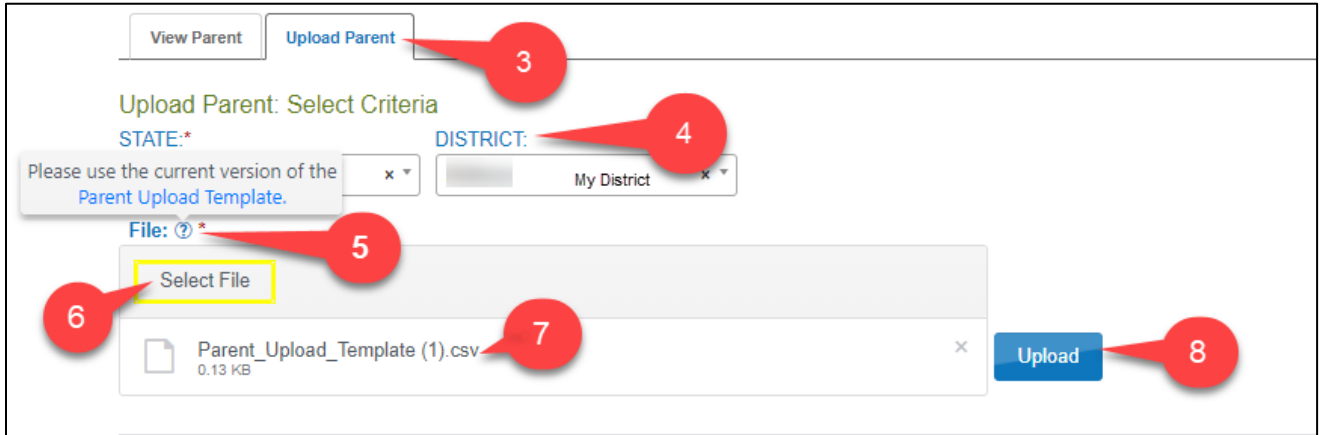 View Parent Upload Parent
3
Upload Parent: Select Criteria
STATE:* DISTRICT: 4
Please use the current version of the
Parent Upload Template.
× My District ×
File: ? * 5
Select File
6
Parent_Upload_Template (1).csv 7 ×
0.13 KB
Upload 8